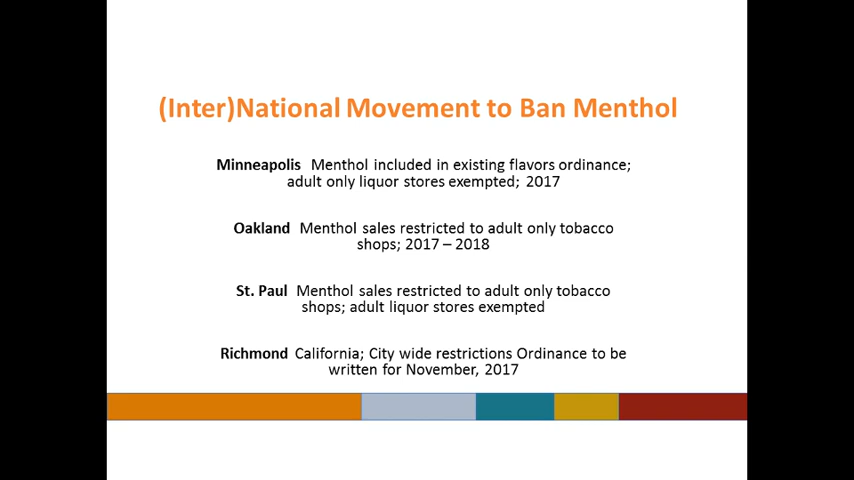 (Inter)National Movement to Ban Menthol
Minneapolis Menthol included in existing flavors ordinance;
adult only liquor stores exempted; 2017
Oakland Menthol sales restricted to adult only tobacco
shops; 2017 – 2018
St. Paul Menthol sales restricted to adult only tobacco
shops; adult liquor stores exempted
Richmond California; City wide restrictions Ordinance to be
written for November, 2017